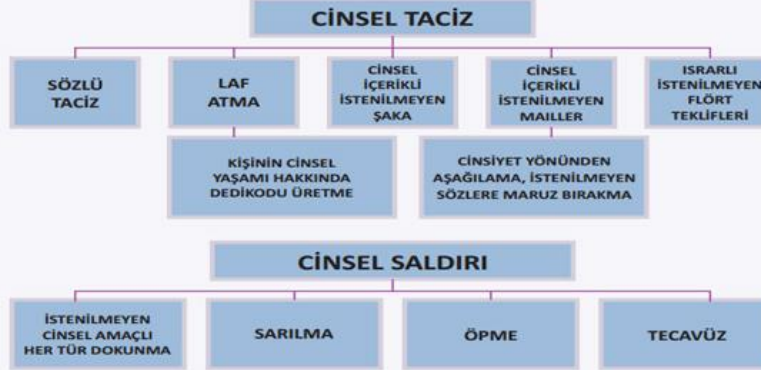 CİNSEL TACİZ
SÖZLÜ
TACİZ
LAF
ATMA
CİNSEL
İÇERİKLİ
İSTENİLMEYEN
ŞAKA
CİNSEL
İÇERİKLİ
İSTENİLMEYEN
MAILLER
ISRARLI
İSTENİLMEYEN
FLÖRT
TEKLİFLERİ
KİŞİNİN CİNSEL
YAŞAMI HAKKINDA
DEDİKODU ÜRETME
CİNSİYET YÖNÜNDEN
AŞAĞILAMA, İSTENİLMEYEN
SÖZLERE MARUZ BIRAKMA
CİNSEL SALDIRI
İSTENİLMEYEN
CİNSEL AMAÇLI
HER TÜR DOKUNMA
SARILMA
ÖPME
TECAVÜZ